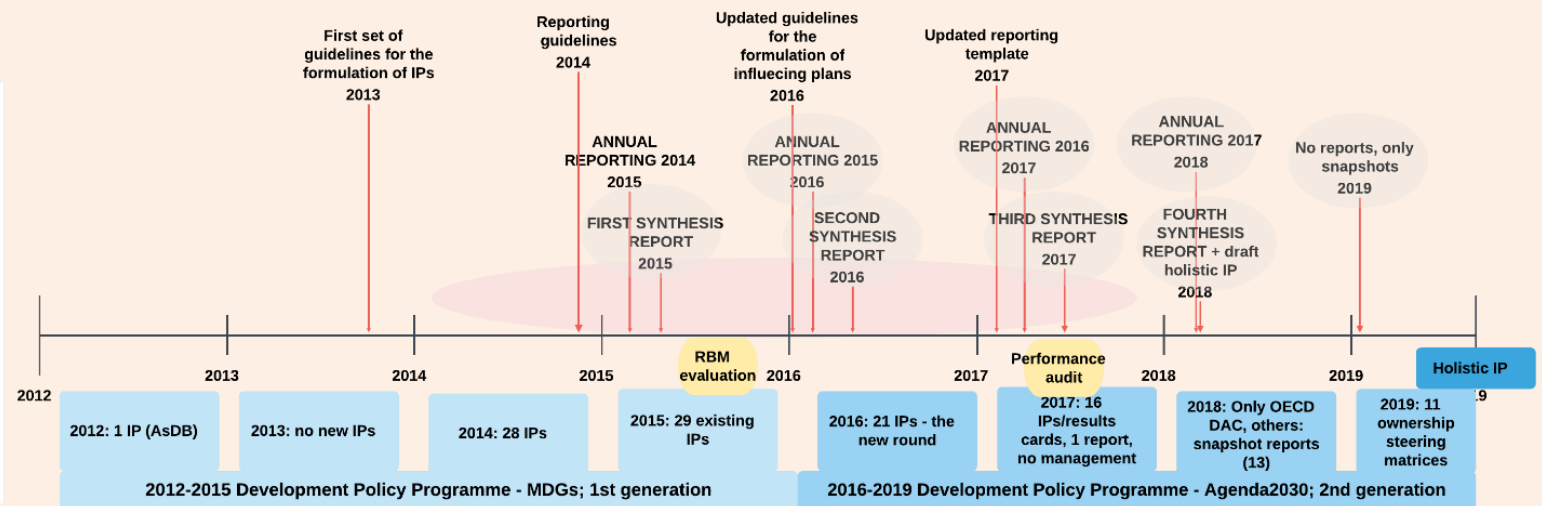 First set of
guidelines for the
formulation of IPs
2013
Reporting
guidelines
2014
Updated guidelines
for the
formulation of
influecing plans
2016
Updated reporting
template
2017
ANNUAL
REPORTING 2014
2015
FIRST SYNTHESIS
REPORT
2015
ANNUAL
REPORTING 2015
2016
SECOND
SYNTHESIS
REPORT
2016
ANNUAL
REPORTING 2016
2017
THIRD SYNTHESIS
REPORT
2017
ANNUAL
REPORTING 2017
2018
FOURTH
SYNTHESIS
REPORT + draft
holistic IP
2018
No reports, only
snapshots
2019
2012
2013
2014
2015
RBM
evaluation
2016
2017
Performance
audit
2018
2019
Holistic IP
9
2012: 1 IP (AsDB)
2013: no new IPs
2014: 28 IPs
2015: 29 existing
IPs
2016: 21 IPs - the
new round
2017: 16
IPs/results
cards, 1 report,
no management
2018: Only OECD
DAC, others:
snapshot reports
(13)
2019: 11
ownership
steering
matrices
2012-2015 Development Policy Programme - MDGs; 1st generation
2016-2019 Development Policy Programme - Agenda2030; 2nd generation